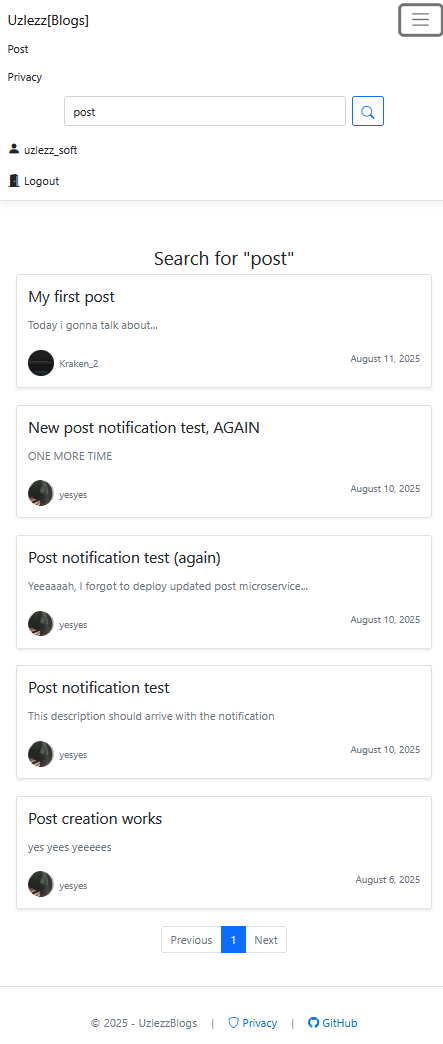 Uzlezz[Blogs]
Post
Privacy
post
uzlezz_soft
Logout
Search for "post"
My first post
Today i gonna talk about...
Kraken_2
August 11, 2025
New post notification test, AGAIN
ONE MORE TIME
yesyes
August 10, 2025
Post notification test (again)
Yeeaaaah, I forgot to deploy updated post microservice...
yesyes
August 10, 2025
Post notification test
This description should arrive with the notification
yesyes
August 10, 2025
Post creation works
yes yees yeeeees
yesyes
August 6, 2025
Previous 1 Next
© 2025 - UzlezzBlogs | Privacy | GitHub